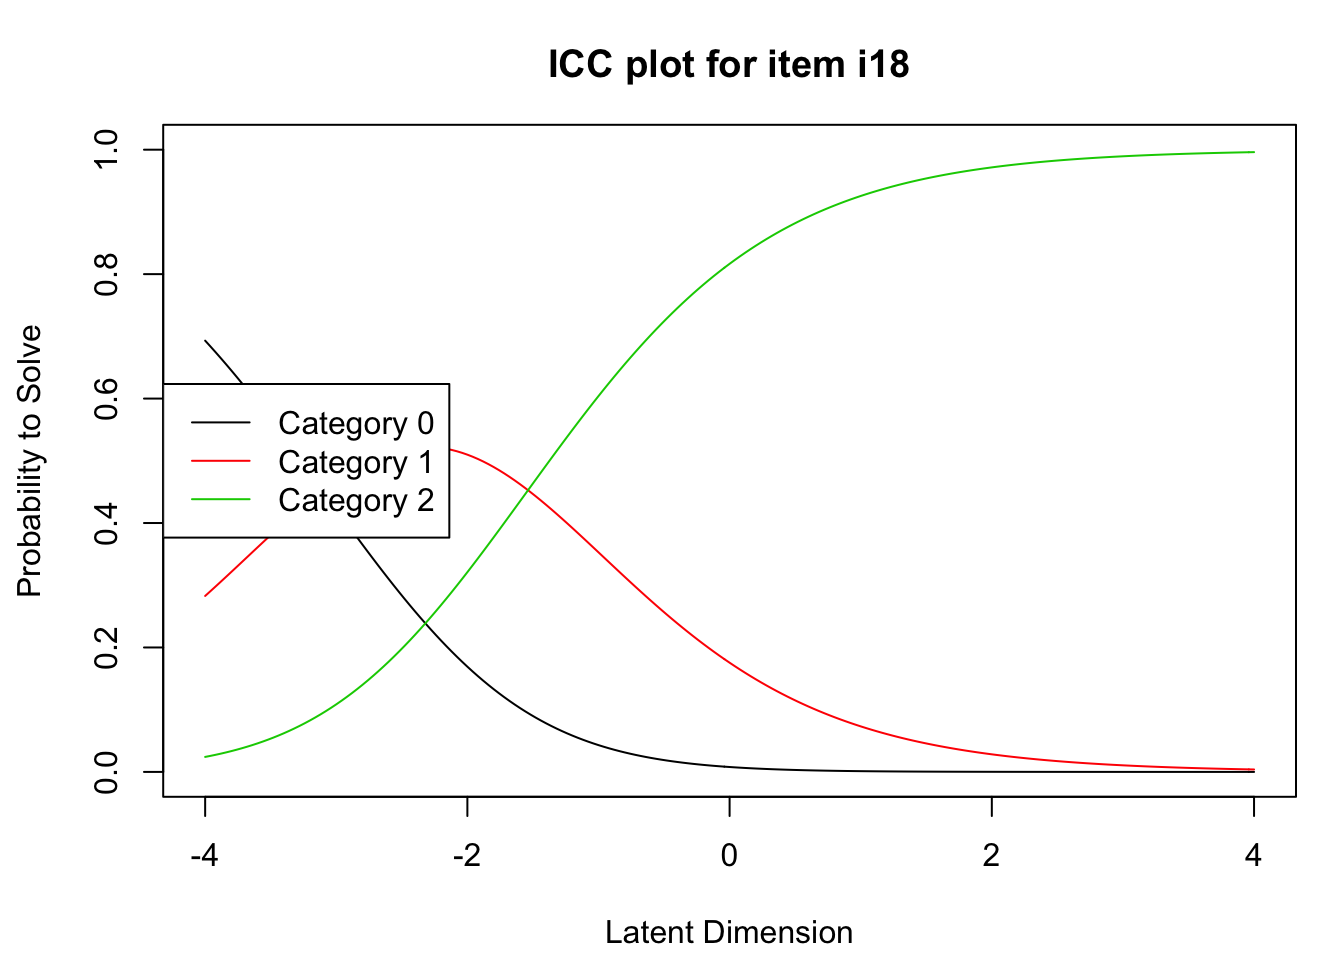 ICC plot for item i18
Probability to Solve
1.0
0.8
0.6
0.4
0.2
0.0
Category 0
Category 1
Category 2
-4 -2 0 2 4
Latent Dimension